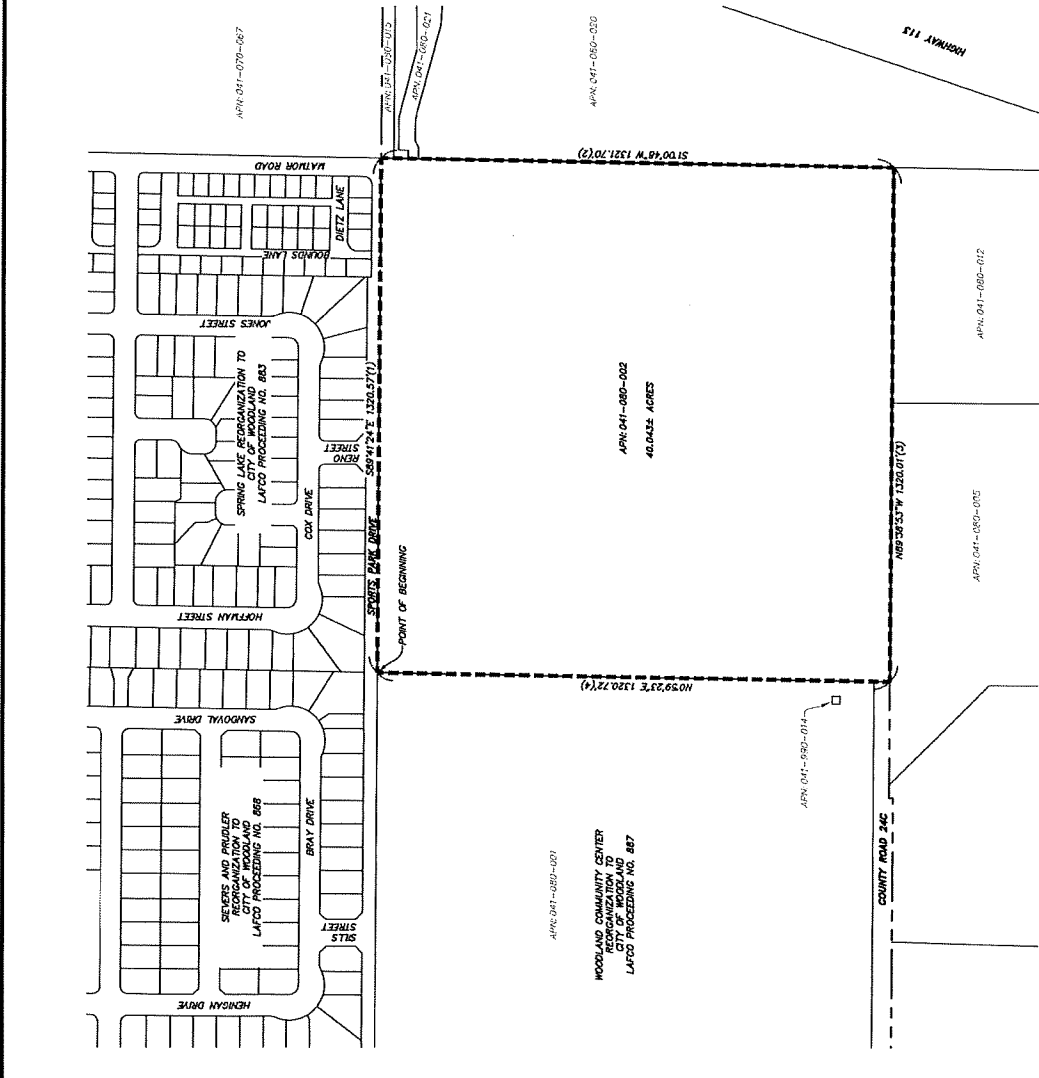 HIGHWAY 113
APN: 041-070-067
APN: 041-050-015
APN: 041-080-021
APN: 041-050-020
MATMOR ROAD
DIETZ LANE
BOUNDS LANE
JONES STREET
SPRING LAKE REORGANIZATION TO
CITY OF WOODLAND
LAFCO PROCEEDING NO. 883
RENO
STREET
COX DRIVE
HOFFMAN STREET
SPORTS PARK DRIVE
S89°41'24"E 1320.57'(1)
S1°00'48"W 1321.70'(2)
N89°38'53"W 1320.01'(3)
N0°59'23"E 1320.72'(4)
POINT OF BEGINNING
APN: 041-080-002
40.043± ACRES
APN: 041-080-012
APN: 041-080-005
SANDOVAL DRIVE
SIEVERS AND PRUDLER
REORGANIZATION TO
CITY OF WOODLAND
LAFCO PROCEEDING NO. 868
BRAY DRIVE
SILLS
STREET
HENIGAN DRIVE
APN: 041-080-001
WOODLAND COMMUNITY CENTER
REORGANIZATION TO
CITY OF WOODLAND
LAFCO PROCEEDING NO. 887
APN: 041-990-014
COUNTY ROAD 24C